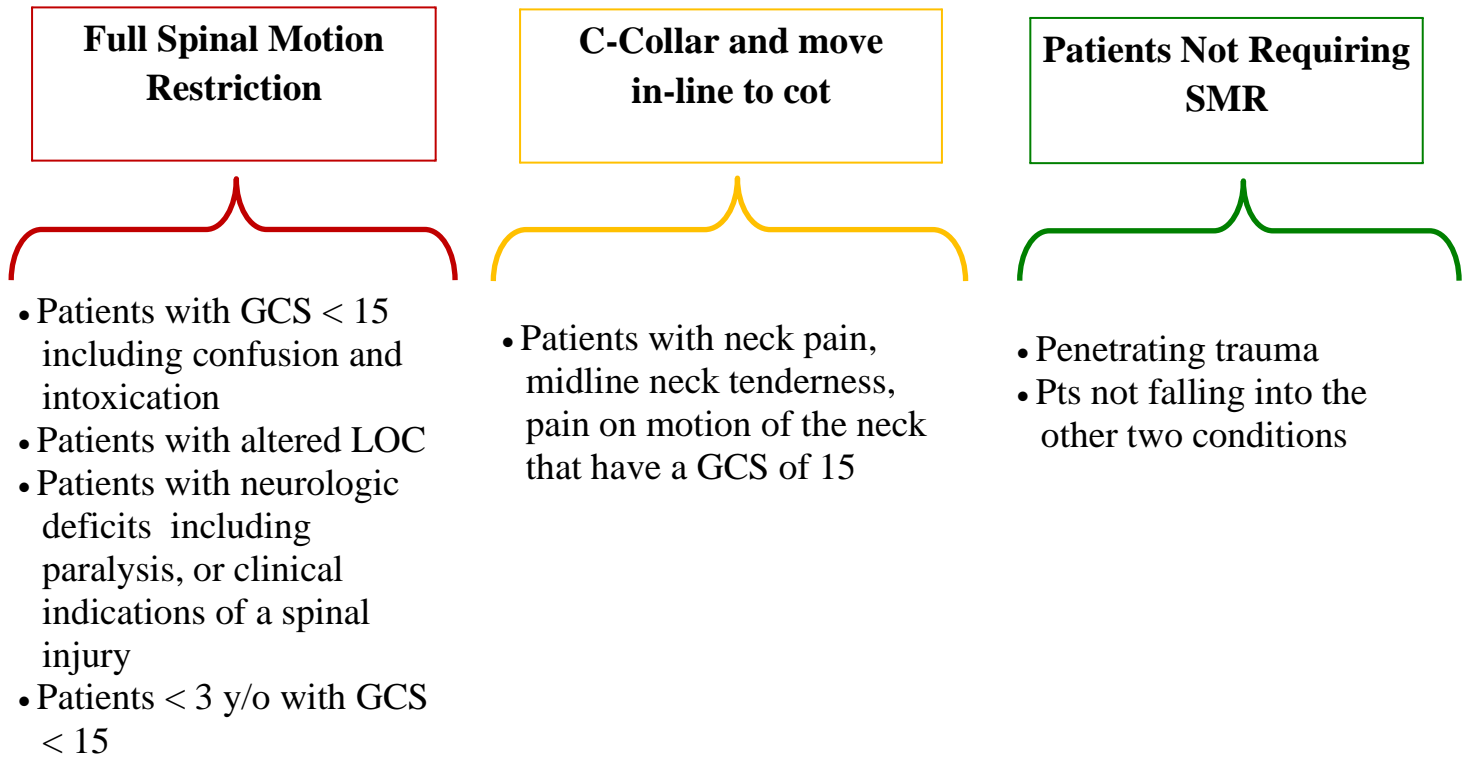 Full Spinal Motion
Restriction
• Patients with GCS < 15
including confusion and
intoxication
• Patients with altered LOC
• Patients with neurologic
deficits including
paralysis, or clinical
indications of a spinal
injury
• Patients < 3 y/o with GCS
< 15
C-Collar and move
in-line to cot
• Patients with neck pain,
midline neck tenderness,
pain on motion of the neck
that have a GCS of 15
Patients Not Requiring
SMR
• Penetrating trauma
• Pts not falling into the
other two conditions